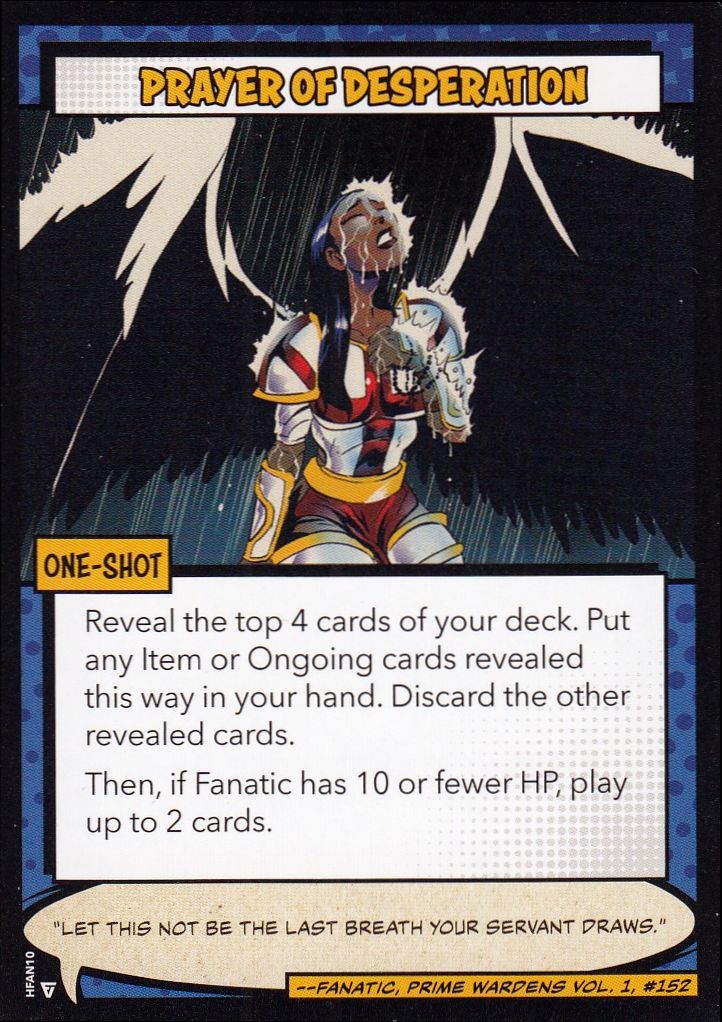 PRAYER OF DESPERATION
ONE-SHOT
Reveal the top 4 cards of your deck. Put
any Item or Ongoing cards revealed
this way in your hand. Discard the other
revealed cards.
Then, if Fanatic has 10 or fewer HP, play
up to 2 cards.
"LET THIS NOT BE THE LAST BREATH YOUR SERVANT DRAWS."
--FANATIC, PRIME WARDENS VOL. 1, #152
HFAN10